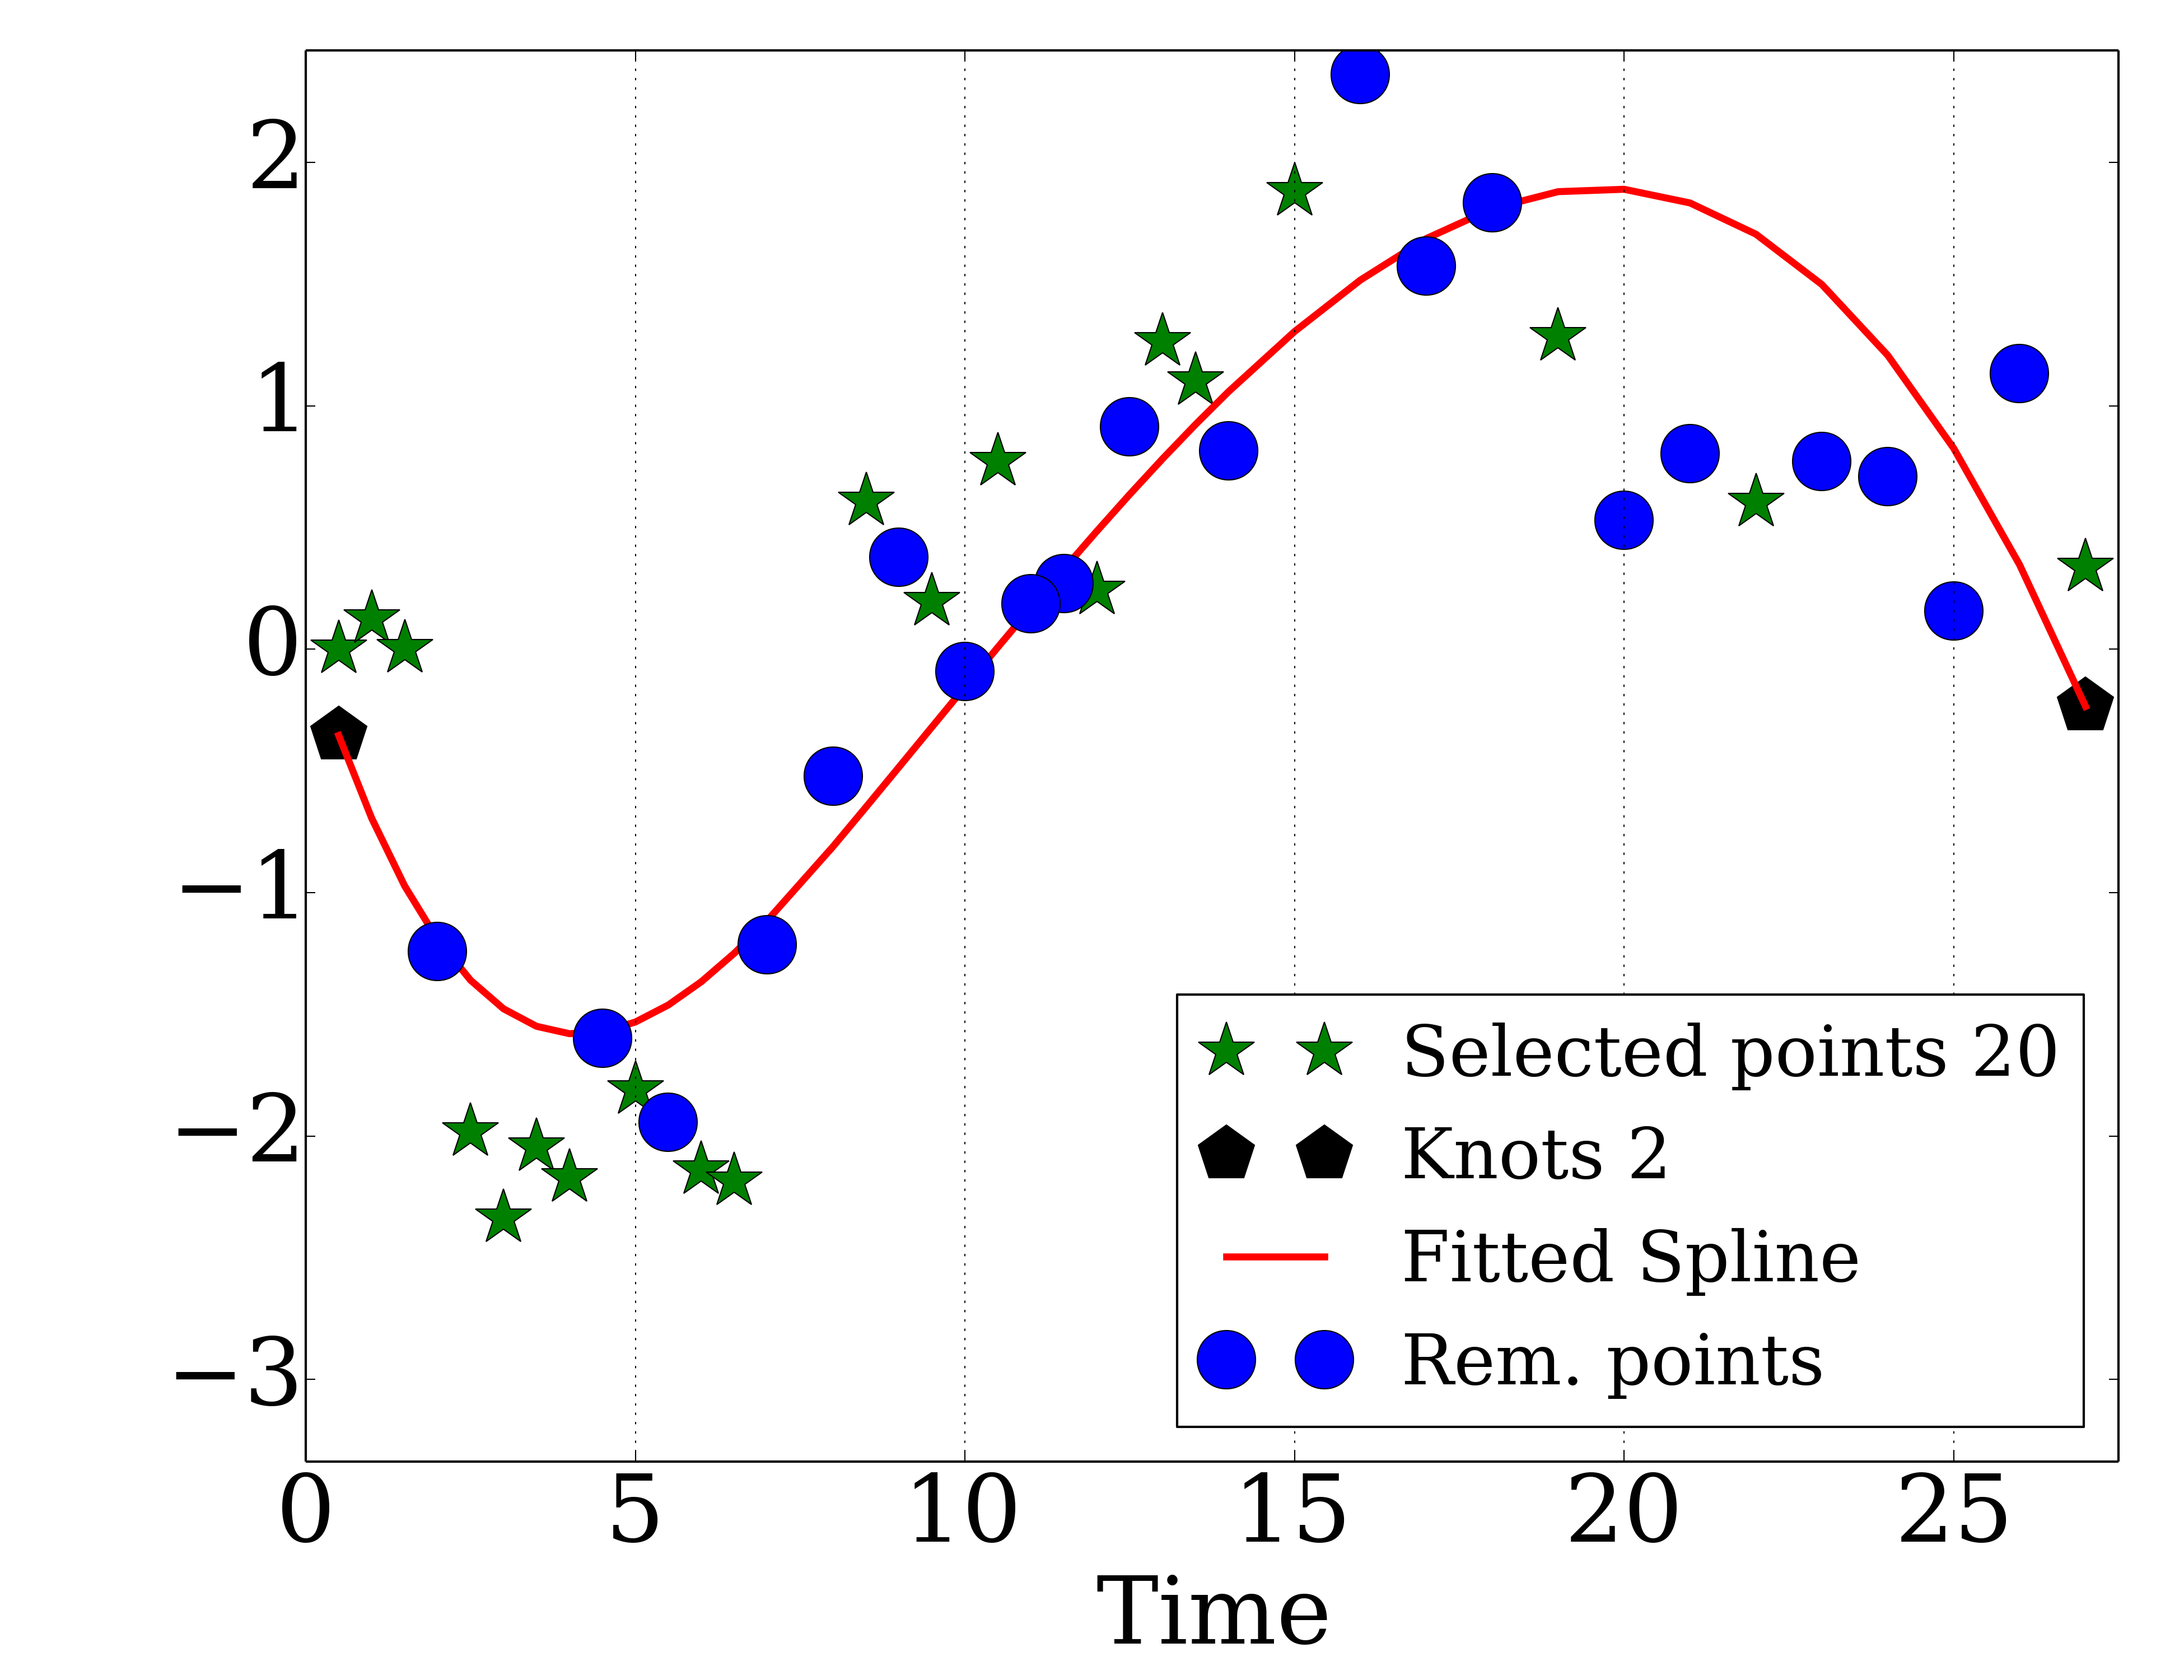 2
1
0
−1
−2
−3
0 5 10 15 20 25
Time
Selected points 20
Knots 2
Fitted Spline
Rem. points